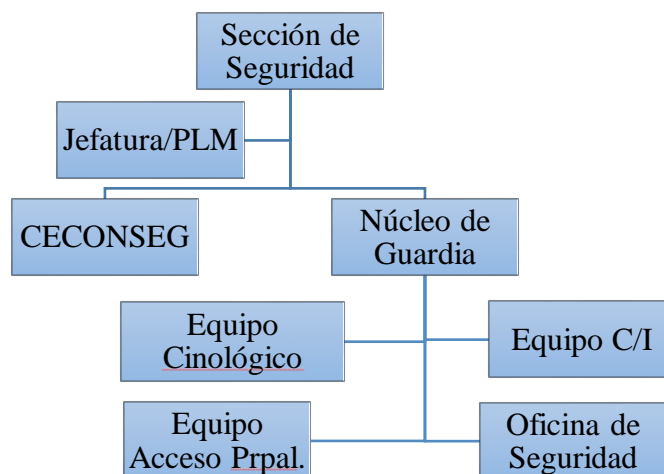 Sección de
Seguridad
Jefatura/PLM
CECONSEG
Núcleo de
Guardia
Equipo
Cinológico
Equipo C/I
Equipo
Acceso Prpal.
Oficina de
Seguridad